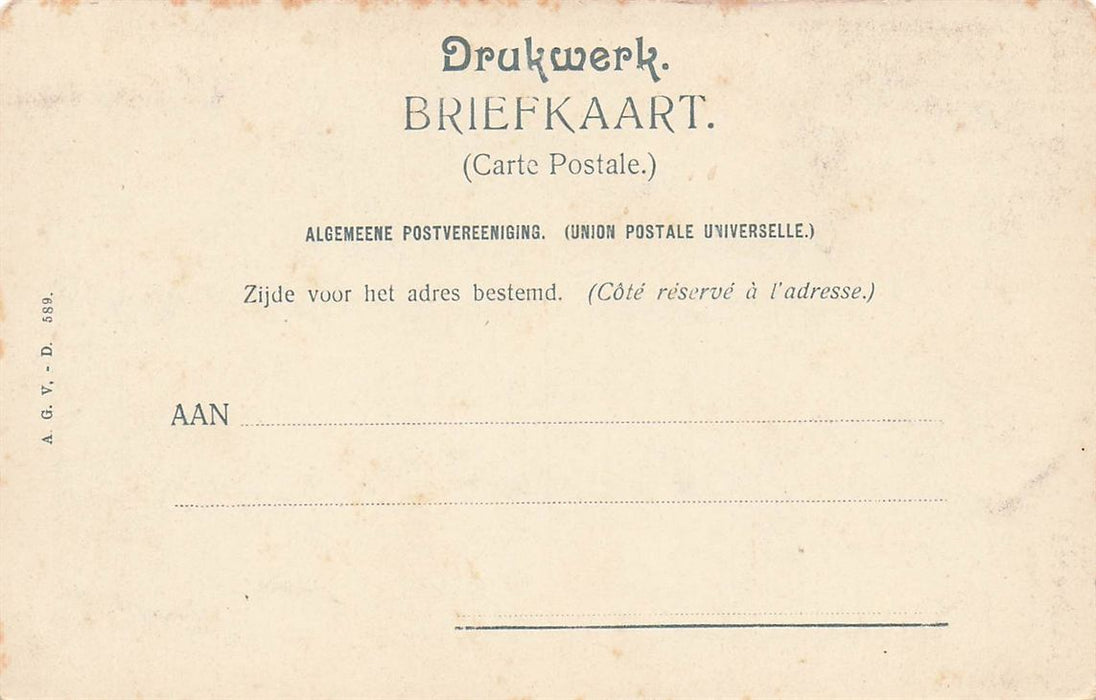 Drukwerk.
BRIEFKAART.
(Carte Postale.)
ALGEMEENE POSTVEREENIGING. (UNION POSTALE UNIVERSELLE.)
Zijde voor het adres bestemd. (Côté réservé à l'adresse.)
A. G. V, - D. 589.
AAN